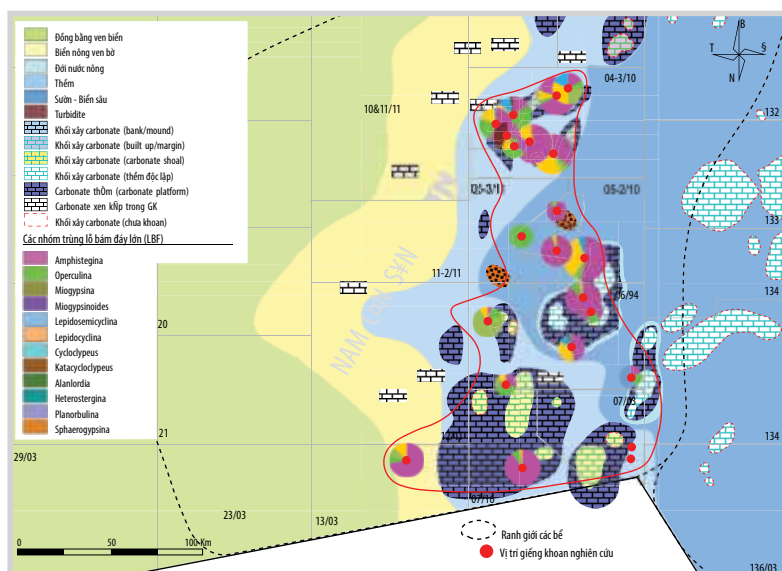 Đồng bằng ven biển
Biển nông ven bờ
Đới nước nông
Thềm
Sườn - Biển sâu
Turbidite
Khối xây carbonate (bank/mound)
Khối xây carbonate (built up/margin)
Khối xây carbonate (carbonate shoal)
Khối xây carbonate (thềm độc lập)
Carbonate thÒm (carbonate platform)
Carbonate xen kÑp trong GK
Khối xây carbonate (chưa khoan)
Các nhóm trùng lỗ bám đáy lớn (LBF)
Amphistegina
Operculina
Miogypsina
Miogypsinoides
Lepidosemicyclina
Lepidocyclina
Cycloclypeus
Katacycloclypeus
Alanlordia
Heterostergina
Planorbulina
Sphaerogypsina
B
T
N
04-3/10
10&11/11
132
05-3/1
05-2/10
133
11-2/11
06/94
134
20
NAM CÔN S¥N
134
07/03
21
134
29/03
07/16
23/03
13/03
0
50
100 Km
Ranh giới các bể
Vị trí giếng khoan nghiên cứu
136/03